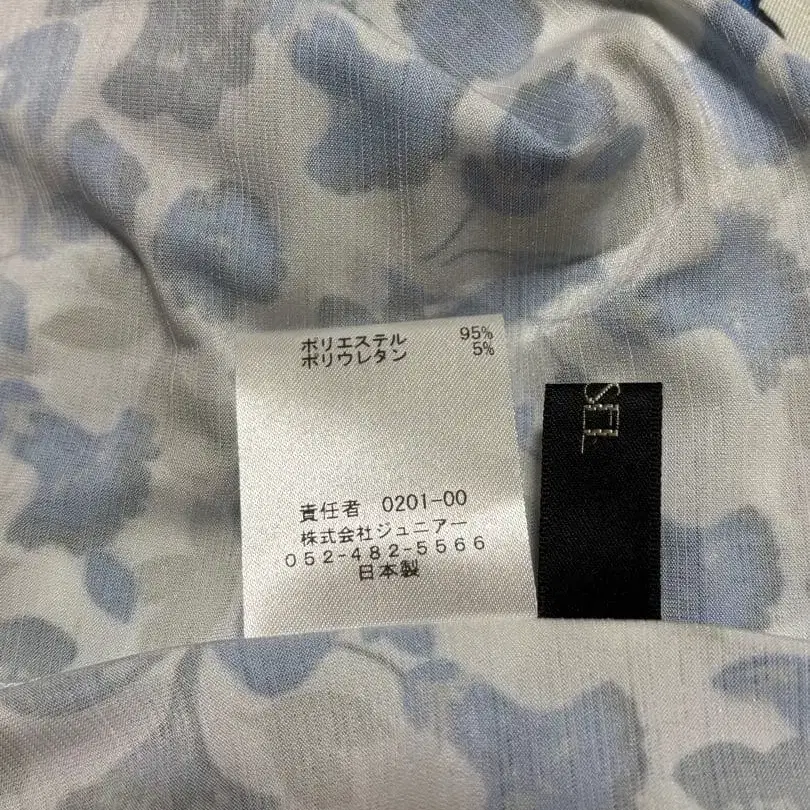 ポリエステル 95%
ポリウレタン 5%
責任者 0201-00
株式会社ジュニアー
052-482-5566
日本製